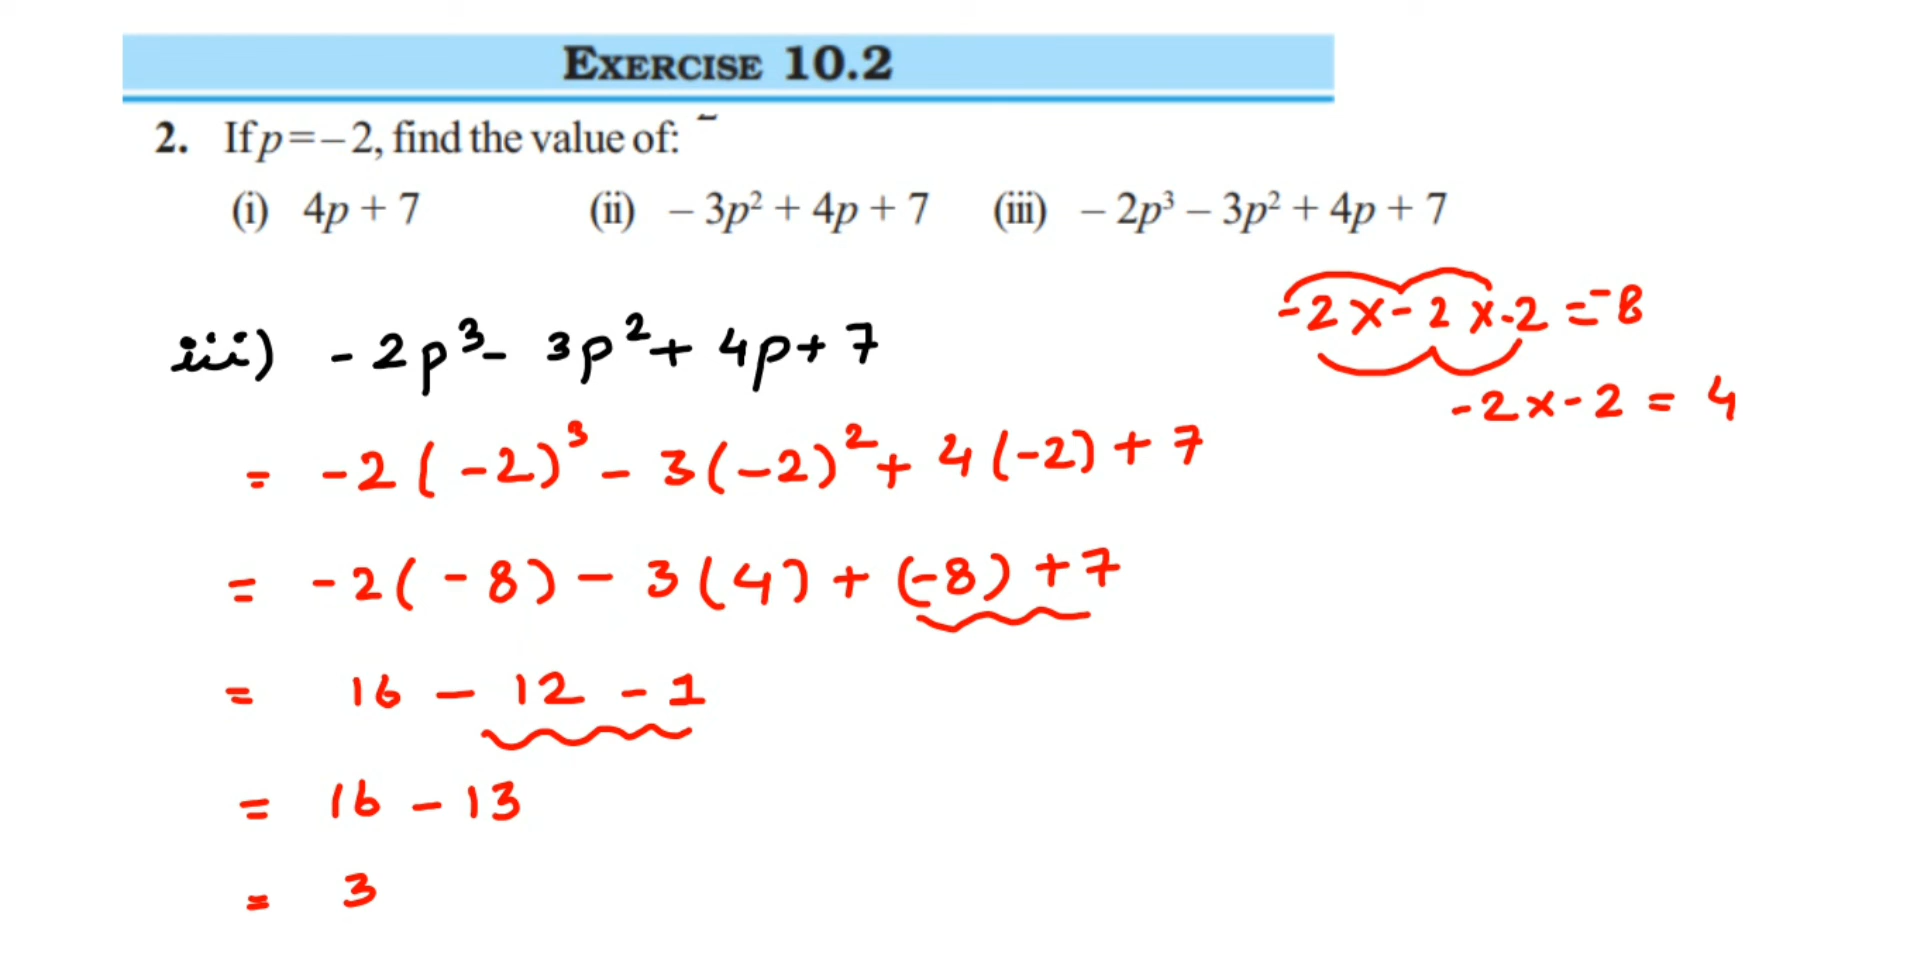 EXERCISE 10.2
2. If p = – 2, find the value of:
(i) 4p + 7 (ii) – 3p² + 4p + 7 (iii) – 2p³ – 3p² + 4p + 7
-2 x -2 x -2 = -8
iii) -2p³ - 3p² + 4p + 7
-2 x -2 = 4
= -2(-2)³ - 3(-2)² + 4(-2) + 7
= -2(-8) - 3(4) + (-8) + 7
= 16 - 12 - 1
= 16 - 13
= 3